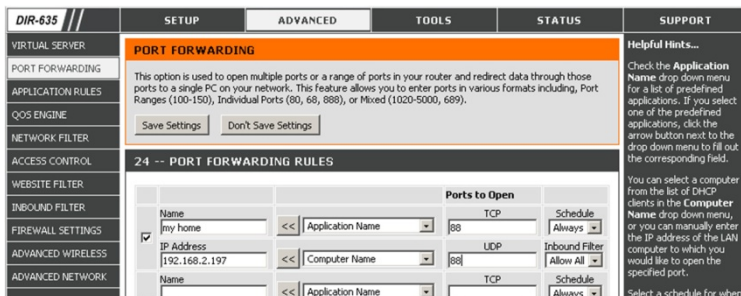 DIR-635
SETUP
ADVANCED
TOOLS
STATUS
SUPPORT
VIRTUAL SERVER
PORT FORWARDING
APPLICATION RULES
QOS ENGINE
NETWORK FILTER
ACCESS CONTROL
WEBSITE FILTER
INBOUND FILTER
FIREWALL SETTINGS
ADVANCED WIRELESS
ADVANCED NETWORK
PORT FORWARDING
This option is used to open multiple ports or a range of ports in your router and redirect data through those
ports to a single PC on your network. This feature allows you to enter ports in various formats including, Port
Ranges (100-150), Individual Ports (80, 68, 888), or Mixed (1020-5000, 689).
Save Settings Don't Save Settings
24 -- PORT FORWARDING RULES
Ports to Open
Name TCP Schedule
my home << Application Name 88 Always
IP Address UDP Inbound Filter
192.168.2.197 << Computer Name 88 Allow All
Name TCP Schedule
<< Application Name Always
Helpful Hints...
Check the Application
Name drop down menu
for a list of predefined
applications. If you select
one of the predefined
applications, click the
arrow button next to the
drop down menu to fill out
the corresponding field.
You can select a computer
from the list of DHCP
clients in the Computer
Name drop down menu,
or you can manually enter
the IP address of the LAN
computer to which you
would like to open the
specified port.
Select a schedule for when